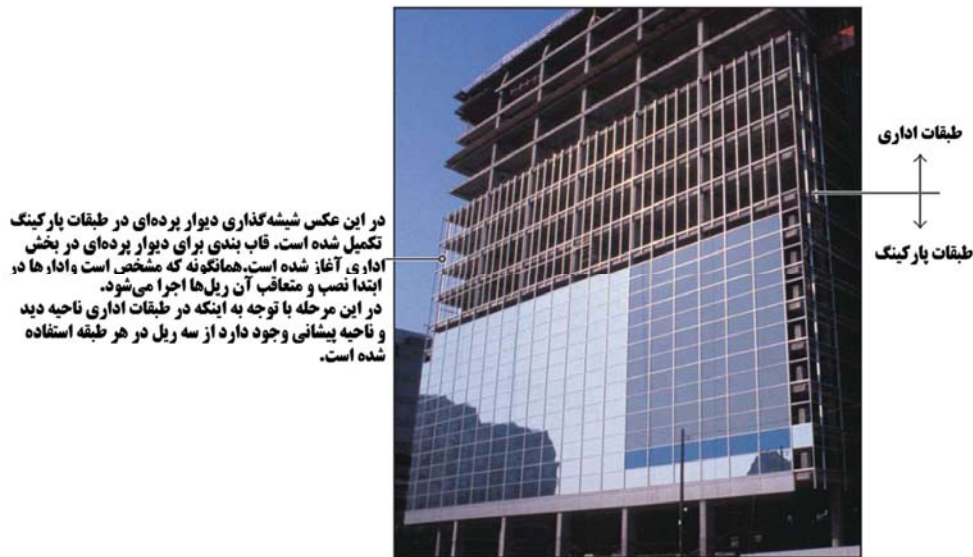 طبقات اداری
طبقات پارکینگ
در این عکس شیشه‌گذاری دیوار پرده‌ای در طبقات پارکینگ
تکمیل شده است. قاب بندی برای دیوار پرده‌ای در بخش
اداری آغاز شده است.همانگونه که مشخص است وادارها در
ابتدا نصب و متعاقب آن ریل‌ها اجرا می‌شود.
در این مرحله با توجه به اینکه در طبقات اداری ناحیه دید
و ناحیه پیشانی وجود دارد از سه ریل در هر طبقه استفاده
شده است.